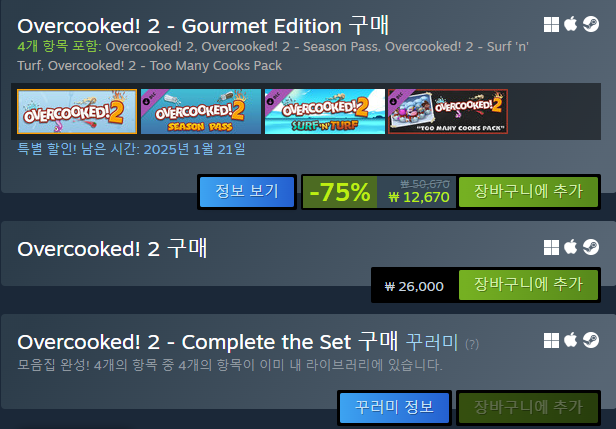 Overcooked! 2 - Gourmet Edition 구매
4개 항목 포함: Overcooked! 2, Overcooked! 2 - Season Pass, Overcooked! 2 - Surf 'n'
Turf, Overcooked! 2 - Too Many Cooks Pack
OVERCOOKED! 2
DLC OVERCOOKED! 2 SEASON PASS
DLC OVERCOOKED! 2 SURF 'N' TURF
DLC OVERCOOKED! 2 "TOO MANY COOKS PACK"
특별 할인! 남은 시간: 2025년 1월 21일
정보 보기 -75% ₩ 50,670 ₩ 12,670 장바구니에 추가
Overcooked! 2 구매
₩ 26,000 장바구니에 추가
Overcooked! 2 - Complete the Set 구매 꾸러미 (?)
모음집 완성! 4개의 항목 중 4개의 항목이 이미 내 라이브러리에 있습니다.
꾸러미 정보 장바구니에 추가